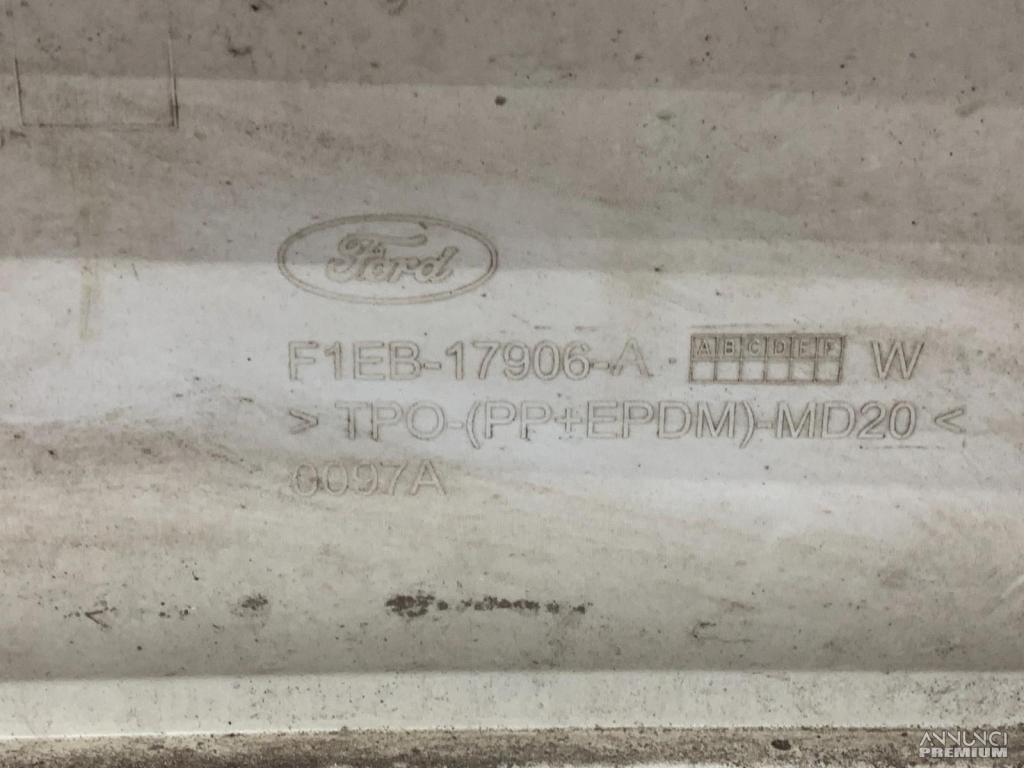 Ford
F1EB-17906-A - ABCDEF W
> TPO-(PP+EPDM)-MD20 <
0097A
ANNUNCI
PREMIUM